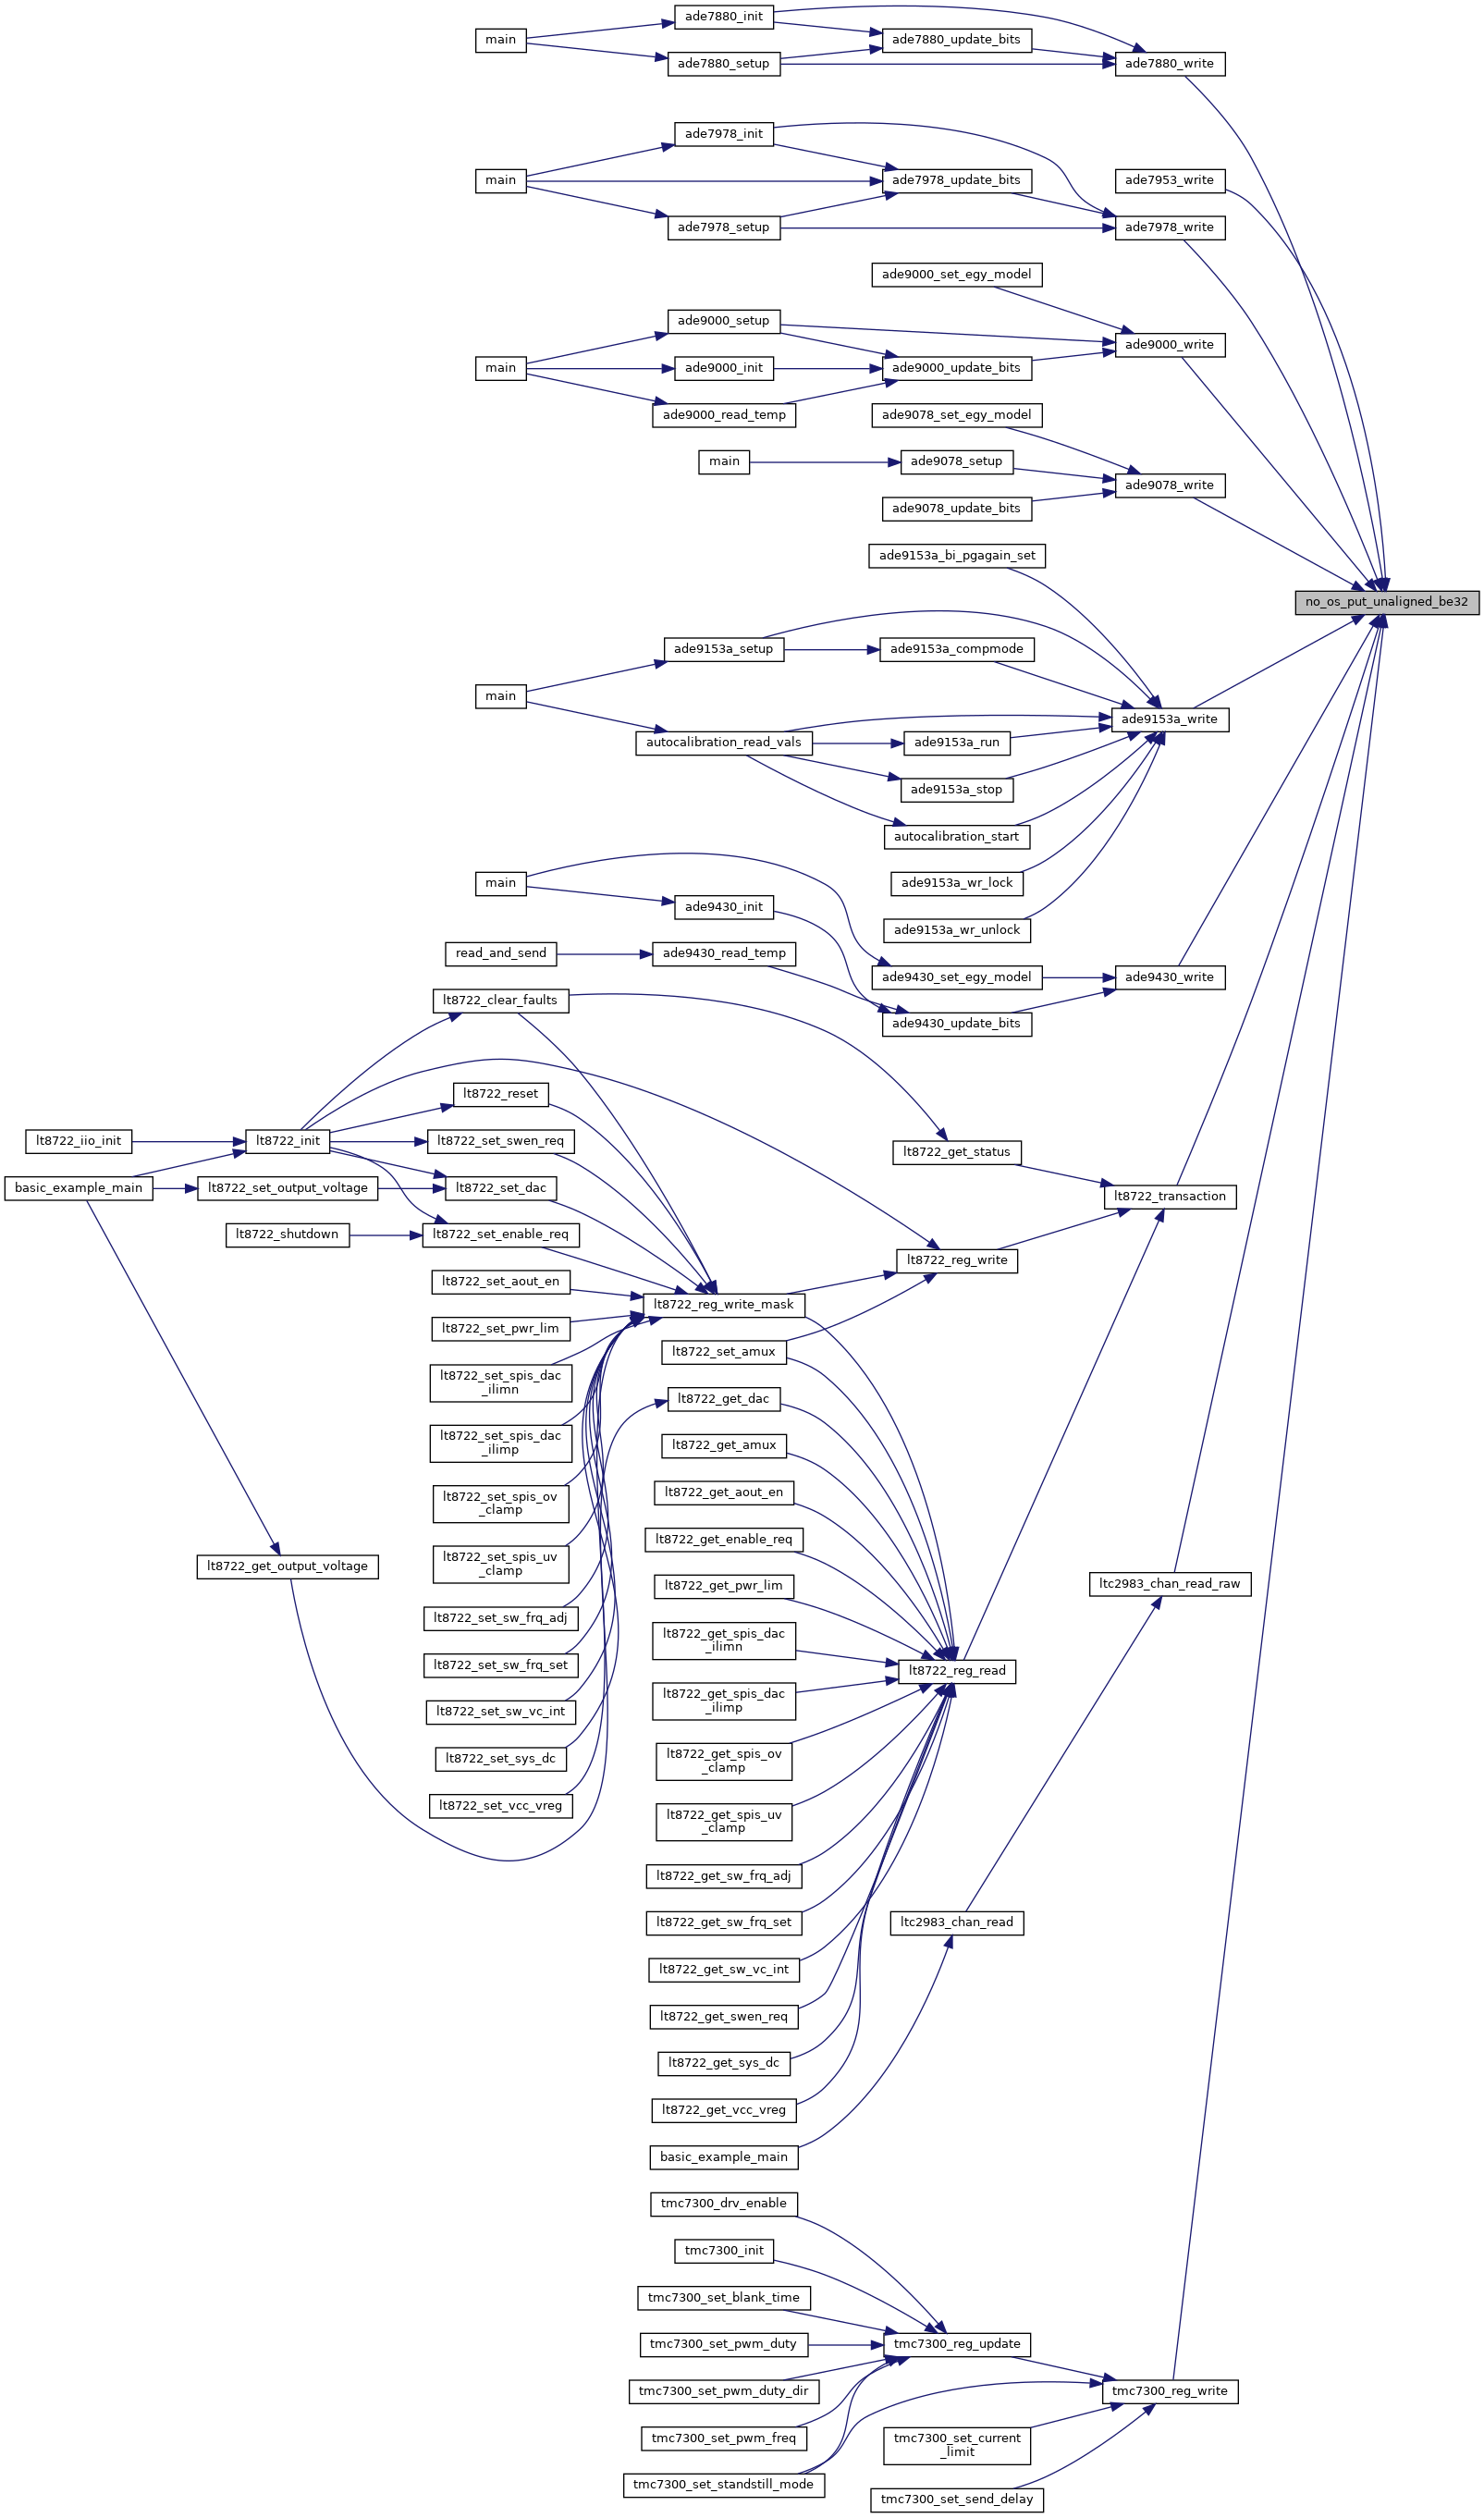 ade7880_init
main
ade7880_update_bits
ade7880_setup
ade7880_write
ade7978_init
main
ade7978_update_bits
ade7953_write
ade7978_setup
ade7978_write
ade9000_set_egy_model
ade9000_setup
ade9000_write
main
ade9000_init
ade9000_update_bits
ade9000_read_temp
ade9078_set_egy_model
main
ade9078_setup
ade9078_write
ade9078_update_bits
ade9153a_bi_pgagain_set
no_os_put_unaligned_be32
ade9153a_setup
ade9153a_compmode
main
ade9153a_write
autocalibration_read_vals
ade9153a_run
ade9153a_stop
autocalibration_start
main
ade9153a_wr_lock
ade9430_init
ade9153a_wr_unlock
read_and_send
ade9430_read_temp
ade9430_set_egy_model
ade9430_write
lt8722_clear_faults
ade9430_update_bits
lt8722_reset
lt8722_iio_init
lt8722_init
lt8722_set_swen_req
lt8722_get_status
basic_example_main
lt8722_set_output_voltage
lt8722_set_dac
lt8722_transaction
lt8722_shutdown
lt8722_set_enable_req
lt8722_reg_write
lt8722_set_aout_en
lt8722_reg_write_mask
lt8722_set_pwr_lim
lt8722_set_amux
lt8722_set_spis_dac
_ilimn
lt8722_get_dac
lt8722_set_spis_dac
_ilimp
lt8722_get_amux
lt8722_set_spis_ov
_clamp
lt8722_get_aout_en
lt8722_get_enable_req
lt8722_set_spis_uv
_clamp
lt8722_get_output_voltage
lt8722_get_pwr_lim
ltc2983_chan_read_raw
lt8722_set_sw_frq_adj
lt8722_get_spis_dac
_ilimn
lt8722_set_sw_frq_set
lt8722_reg_read
lt8722_get_spis_dac
_ilimp
lt8722_set_sw_vc_int
lt8722_set_sys_dc
lt8722_get_spis_ov
_clamp
lt8722_set_vcc_vreg
lt8722_get_spis_uv
_clamp
lt8722_get_sw_frq_adj
lt8722_get_sw_frq_set
ltc2983_chan_read
lt8722_get_sw_vc_int
lt8722_get_swen_req
lt8722_get_sys_dc
lt8722_get_vcc_vreg
basic_example_main
tmc7300_drv_enable
tmc7300_init
tmc7300_set_blank_time
tmc7300_set_pwm_duty
tmc7300_reg_update
tmc7300_set_pwm_duty_dir
tmc7300_reg_write
tmc7300_set_pwm_freq
tmc7300_set_current
_limit
tmc7300_set_standstill_mode
tmc7300_set_send_delay